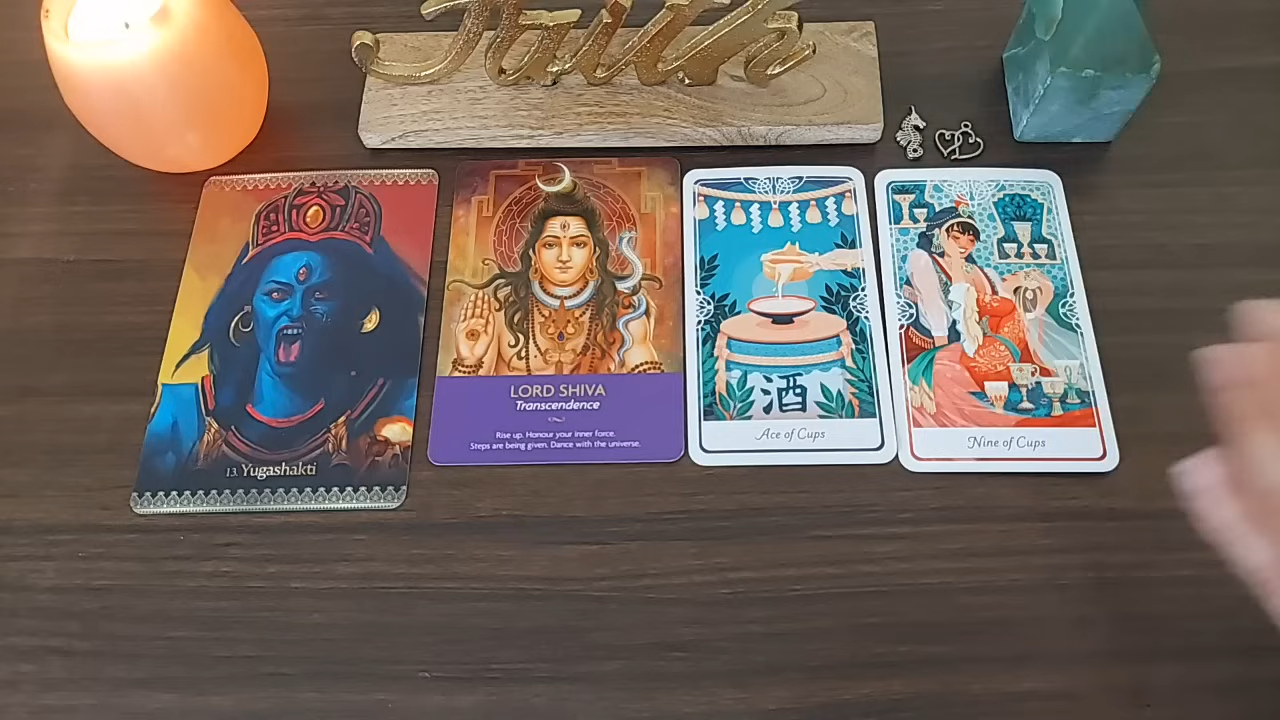 Faith
13. Yugashakti
LORD SHIVA
Transcendence
Rise up. Honour your inner force.
Steps are being given. Dance with the universe.
酒
Ace of Cups
Nine of Cups